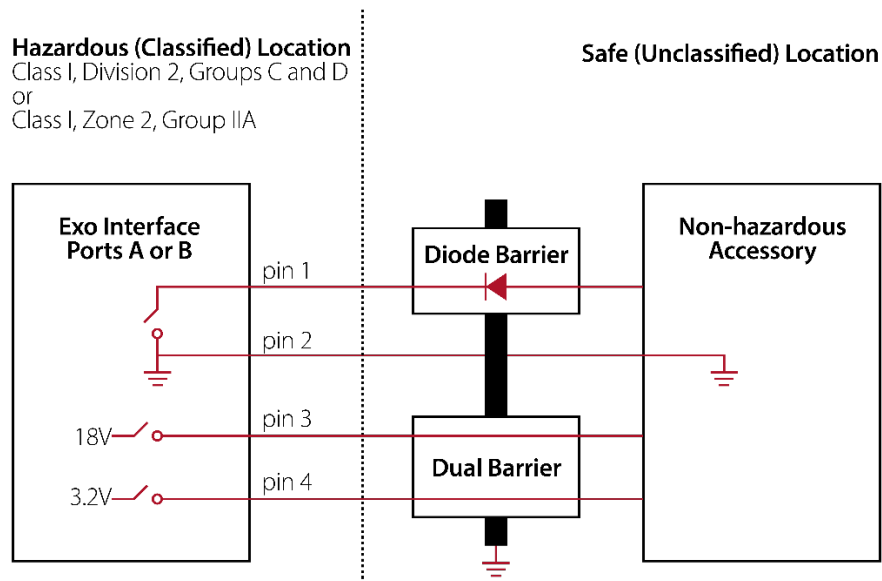 Hazardous (Classified) Location
Class I, Division 2, Groups C and D
or
Class I, Zone 2, Group IIA
Safe (Unclassified) Location
Exo Interface
Ports A or B
pin 1
pin 2
18V
pin 3
3.2V
pin 4
Diode Barrier
Dual Barrier
Non-hazardous
Accessory